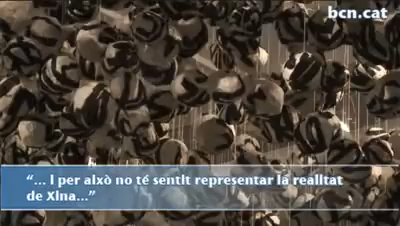 bcn.cat
“... I per això no té sentit representar la realitat
de Xina...”